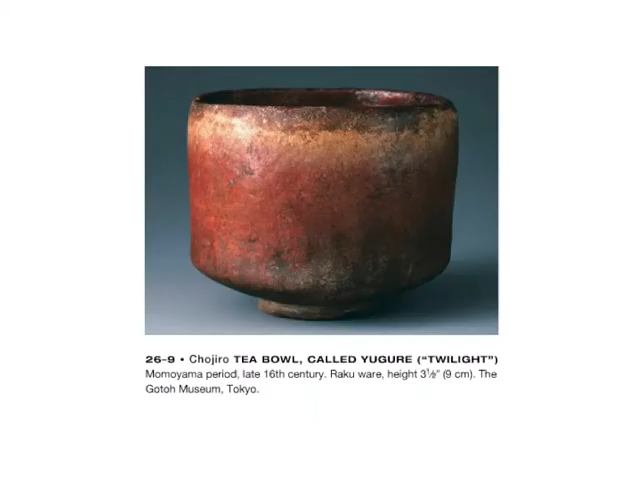 26–9 • Chojiro TEA BOWL, CALLED YUGURE (“TWILIGHT”)
Momoyama period, late 16th century. Raku ware, height 3½″ (9 cm). The
Gotoh Museum, Tokyo.